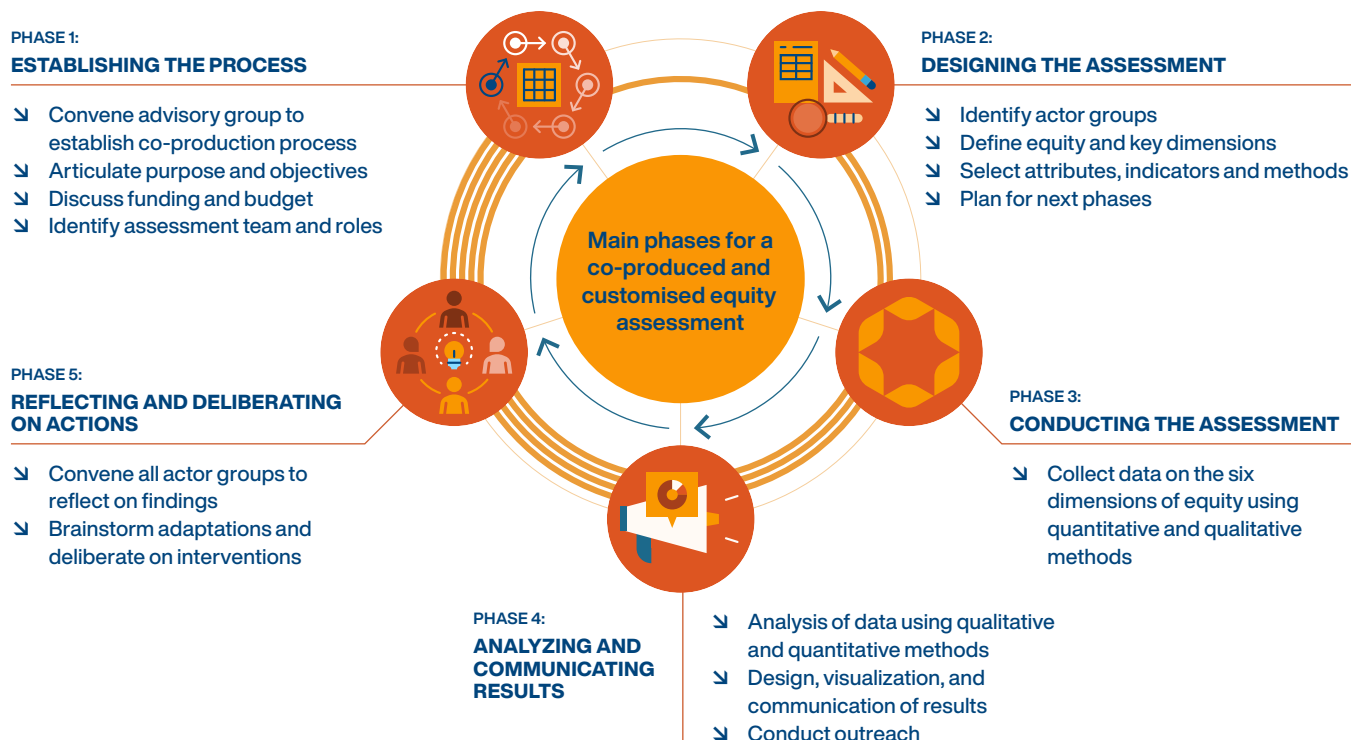 PHASE 1:
ESTABLISHING THE PROCESS
Convene advisory group to
establish co-production process
Articulate purpose and objectives
Discuss funding and budget
Identify assessment team and roles
PHASE 2:
DESIGNING THE ASSESSMENT
Identify actor groups
Define equity and key dimensions
Select attributes, indicators and methods
Plan for next phases
Main phases for a
co-produced and
customised equity
assessment
PHASE 3:
CONDUCTING THE ASSESSMENT
Collect data on the six
dimensions of equity using
quantitative and qualitative
methods
PHASE 4:
ANALYZING AND
COMMUNICATING
RESULTS
Analysis of data using qualitative
and quantitative methods
Design, visualization, and
communication of results
Conduct outreach
PHASE 5:
REFLECTING AND DELIBERATING
ON ACTIONS
Convene all actor groups to
reflect on findings
Brainstorm adaptations and
deliberate on interventions